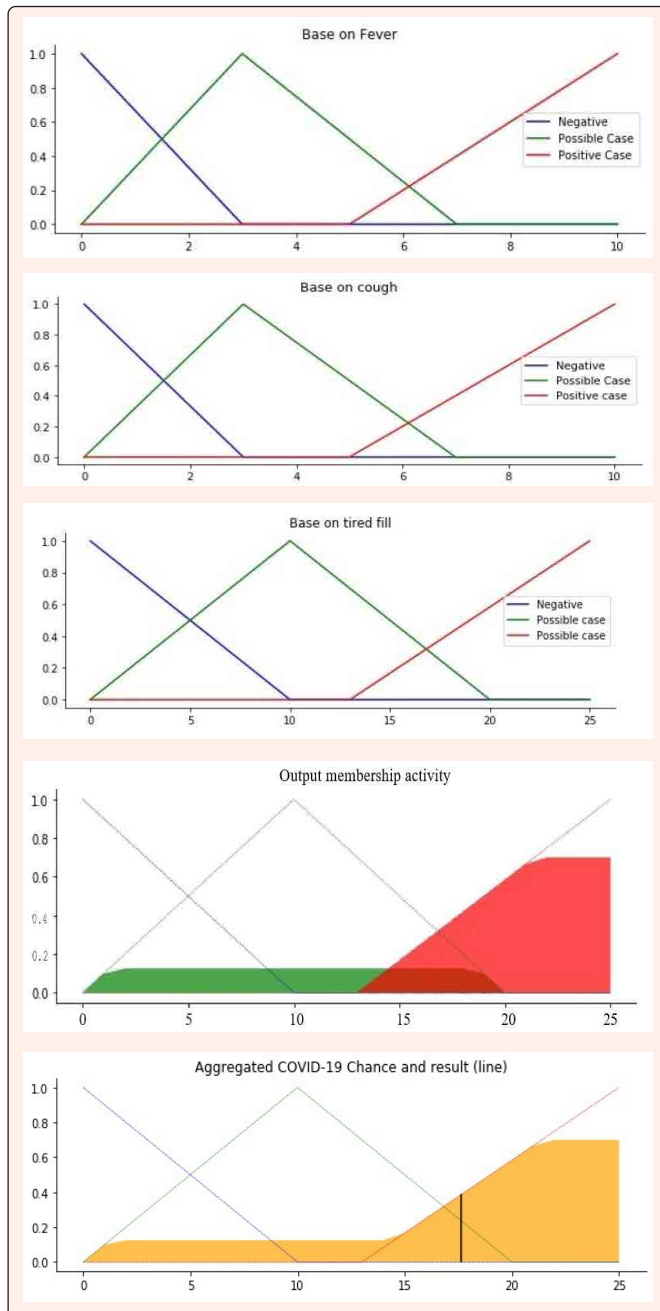 Base on Fever
1.0
0.8
0.6
0.4
0.2
0.0
Negative
Possible Case
Positive Case
0 2 4 6 8 10
Base on cough
1.0
0.8
0.6
0.4
0.2
0.0
Negative
Possible Case
Positive case
0 2 4 6 8 10
Base on tired fill
1.0
0.8
0.6
0.4
0.2
0.0
Negative
Possible case
Possible case
0 5 10 15 20 25
Output membership activity
1.0
0.8
0.6
0.4
0.2
0.0
0 5 10 15 20 25
Aggregated COVID-19 Chance and result (line)
1.0
0.8
0.6
0.4
0.2
0.0
0 5 10 15 20 25